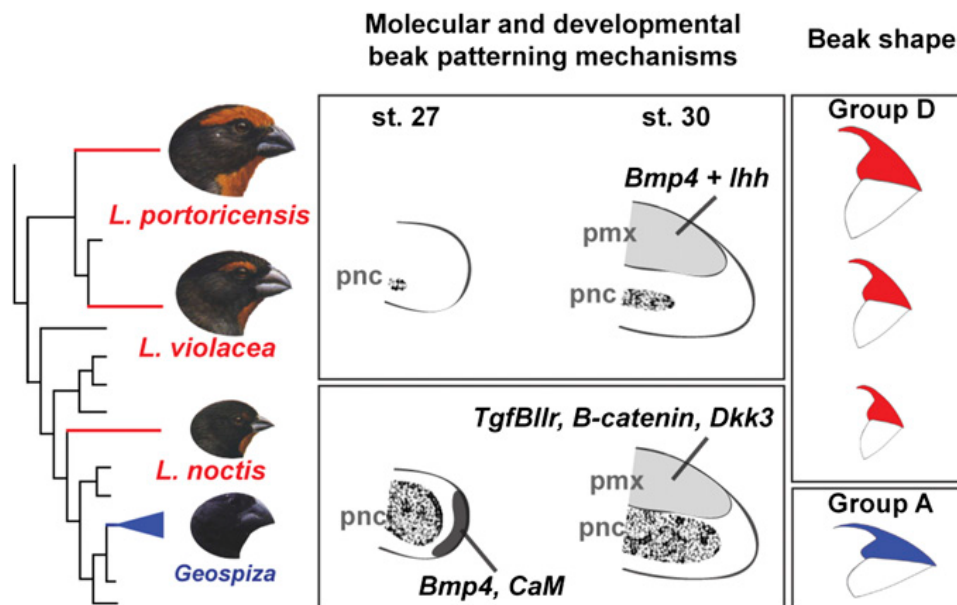 Molecular and developmental
beak patterning mechanisms
Beak shape
st. 27
st. 30
Group D
Bmp4 + Ihh
pmx
pnc
pnc
L. portoricensis
L. violacea
L. noctis
Geospiza
TgfBIIr, B-catenin, Dkk3
pmx
pnc
pnc
Bmp4, CaM
Group A